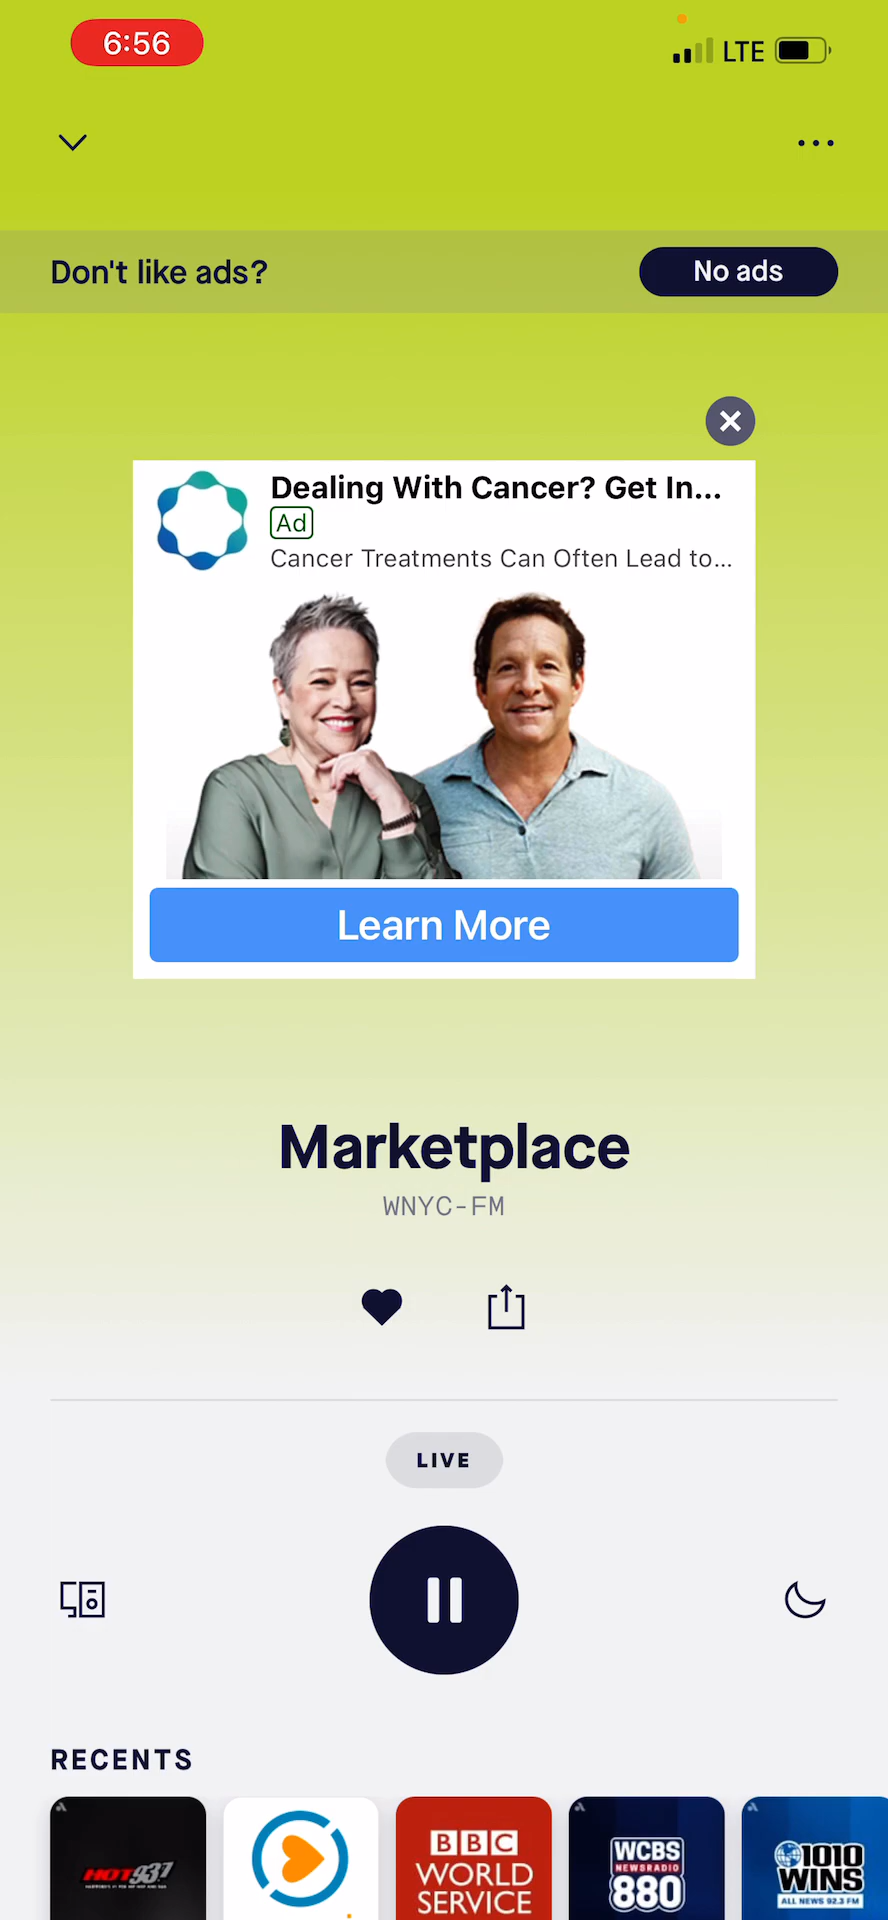 6:56
LTE
Don't like ads?
No ads
Dealing With Cancer? Get In...
Ad
Cancer Treatments Can Often Lead to...
Learn More
Marketplace
WNYC-FM
LIVE
RECENTS
HOT 93.7
BBC
WORLD
SERVICE
WCBS
NEWSRADIO
880
1010
WINS
ALL NEWS 92.3 FM